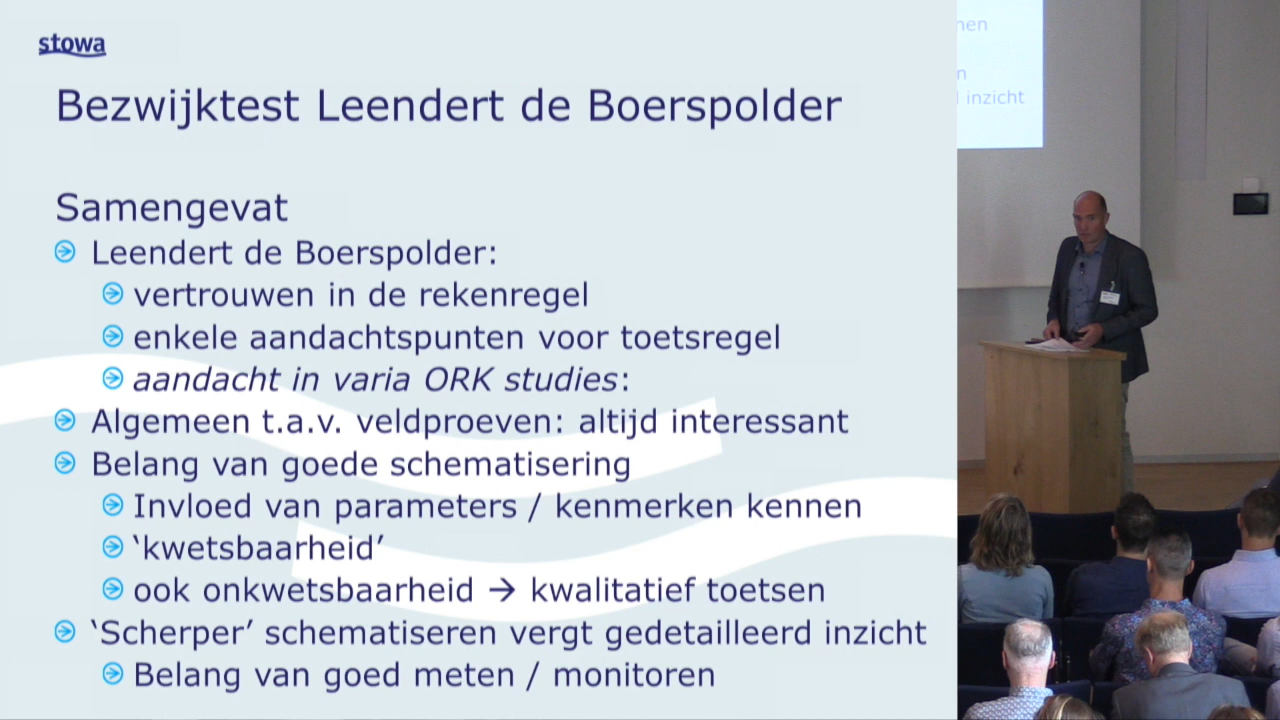 stowa
Bezwijktest Leendert de Boerspolder
Samengevat
Leendert de Boerspolder:
vertrouwen in de rekenregel
enkele aandachtspunten voor toetsregel
aandacht in varia ORK studies:
Algemeen t.a.v. veldproeven: altijd interessant
Belang van goede schematisering
Invloed van parameters / kenmerken kennen
‘kwetsbaarheid’
ook onkwetsbaarheid → kwalitatief toetsen
‘Scherper’ schematiseren vergt gedetailleerd inzicht
Belang van goed meten / monitoren
inzicht